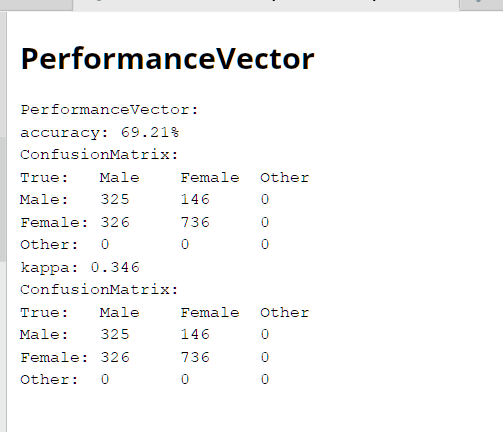 PerformanceVector
PerformanceVector:
accuracy: 69.21%
ConfusionMatrix:
True: Male Female Other
Male: 325 146 0
Female: 326 736 0
Other: 0 0 0
kappa: 0.346
ConfusionMatrix:
True: Male Female Other
Male: 325 146 0
Female: 326 736 0
Other: 0 0 0